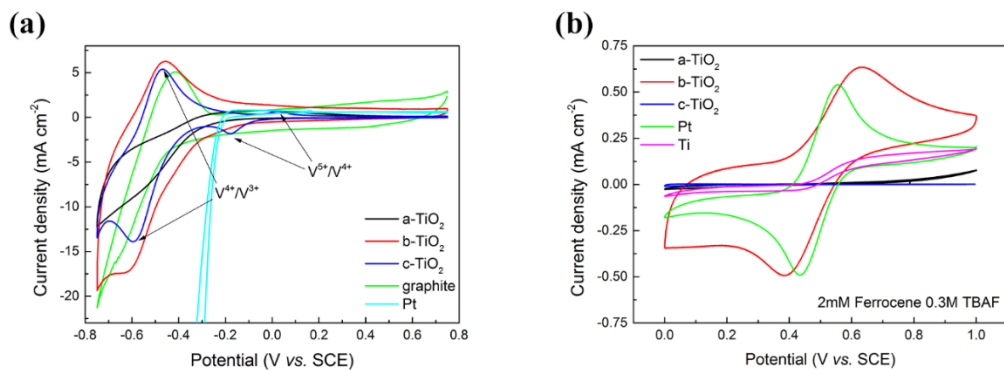 (a)
Current density (mA cm⁻²)
5
0
-5
-10
-15
-20
V⁵⁺/V⁴⁺
V⁴⁺/V³⁺
a-TiO₂
b-TiO₂
c-TiO₂
graphite
Pt
-0.8 -0.6 -0.4 -0.2 0.0 0.2 0.4 0.6 0.8
Potential (V vs. SCE)
(b)
Current density (mA cm⁻²)
0.75
0.50
0.25
0.00
-0.25
-0.50
-0.75
a-TiO₂
b-TiO₂
c-TiO₂
Pt
Ti
2mM Ferrocene 0.3M TBAF
0.0 0.2 0.4 0.6 0.8 1.0
Potential (V vs. SCE)